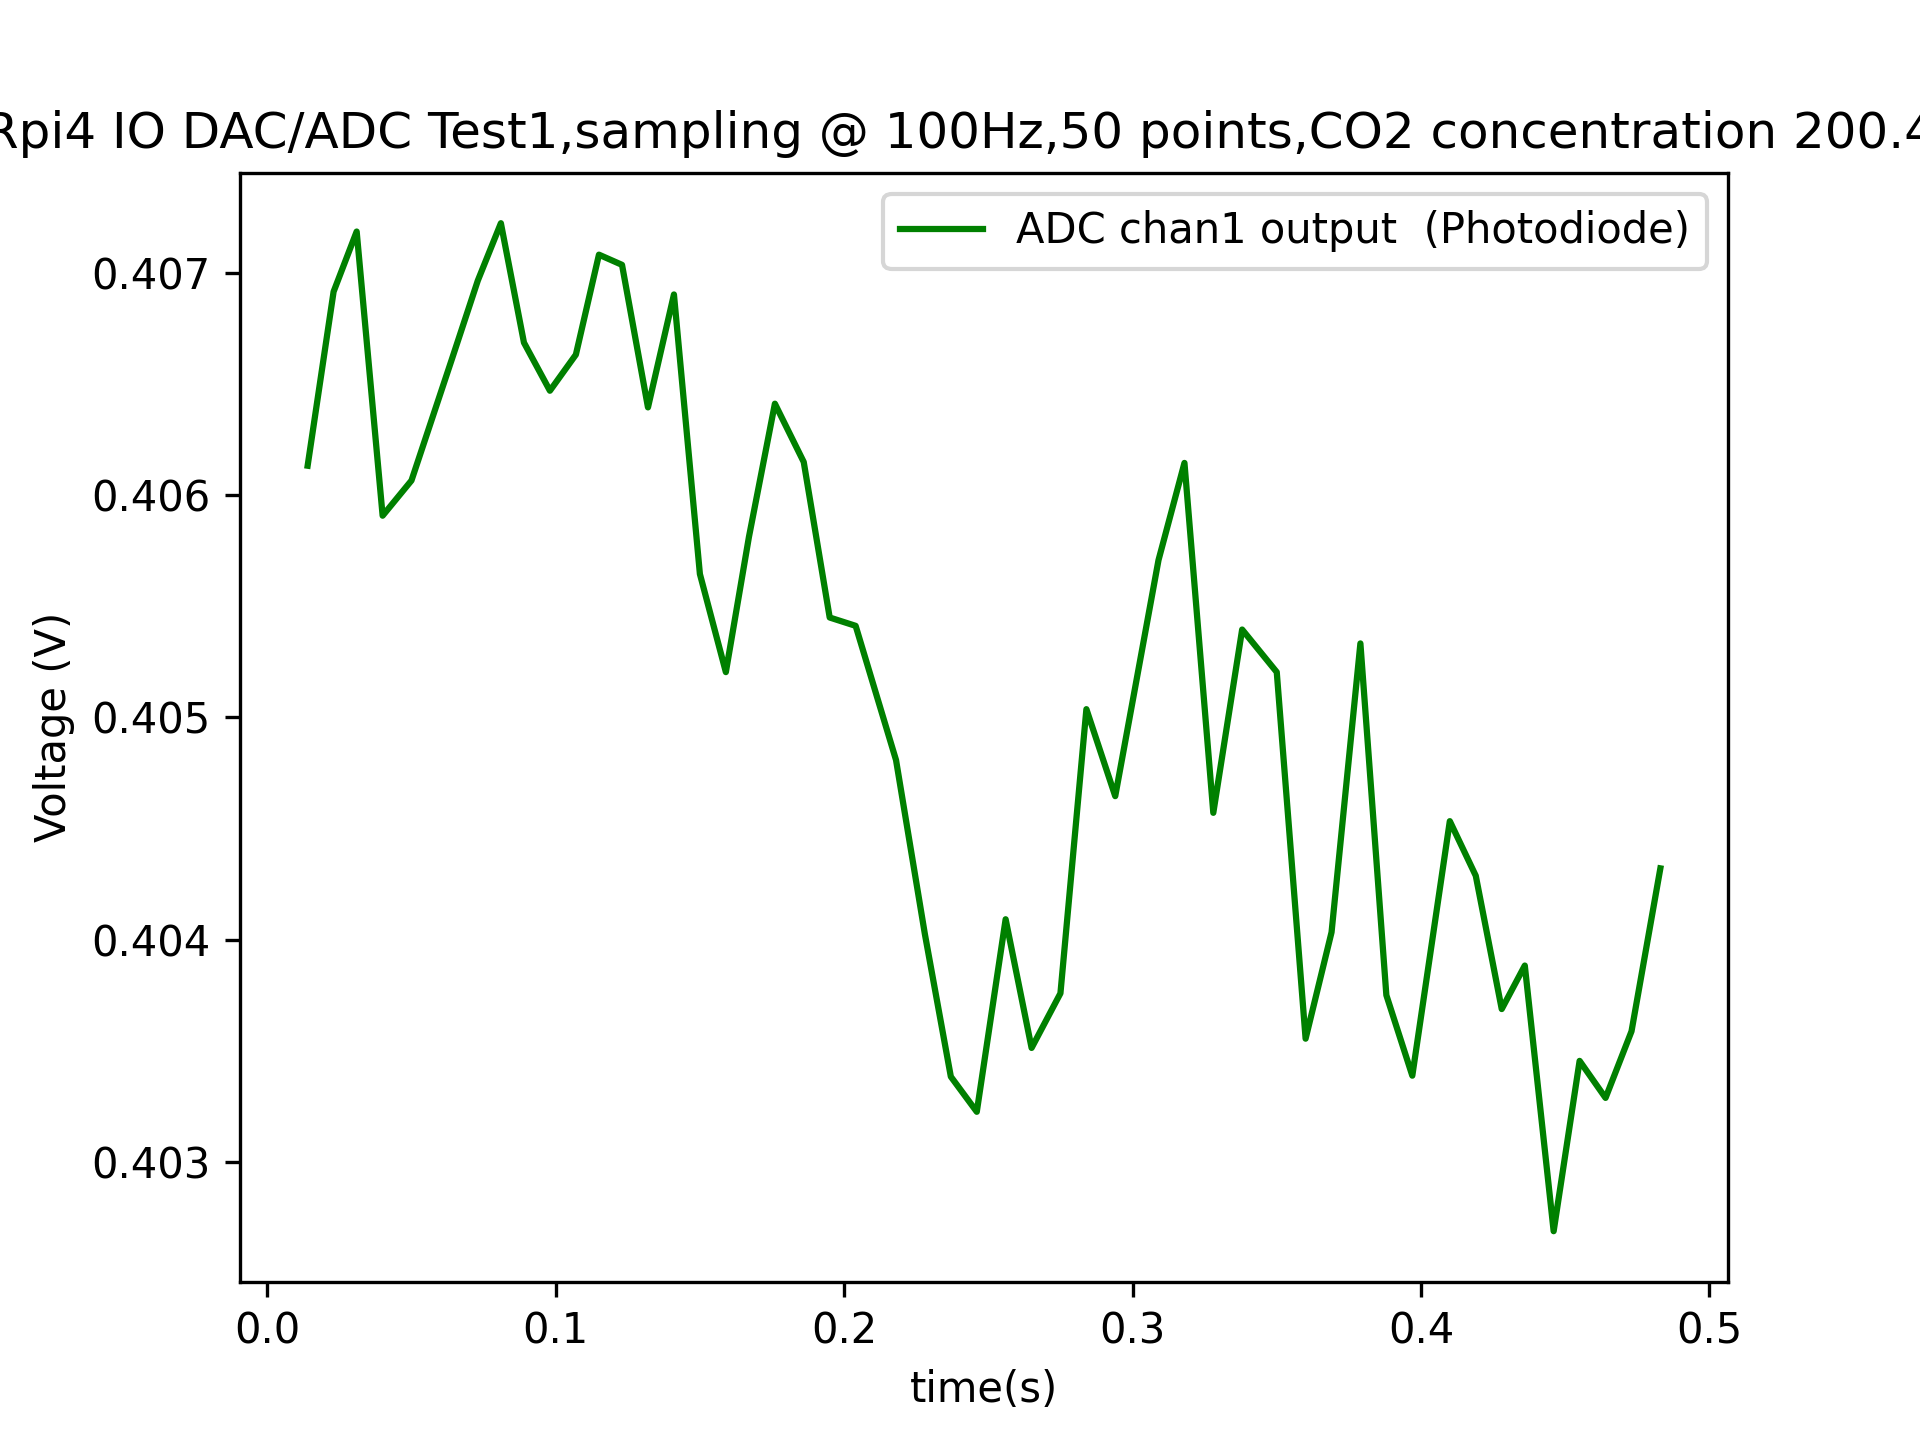 Rpi4 IO DAC/ADC Test1,sampling @ 100Hz,50 points,CO2 concentration 200.4
ADC chan1 output (Photodiode)
0.407
0.406
0.405
0.404
0.403
Voltage (V)
0.0 0.1 0.2 0.3 0.4 0.5
time(s)